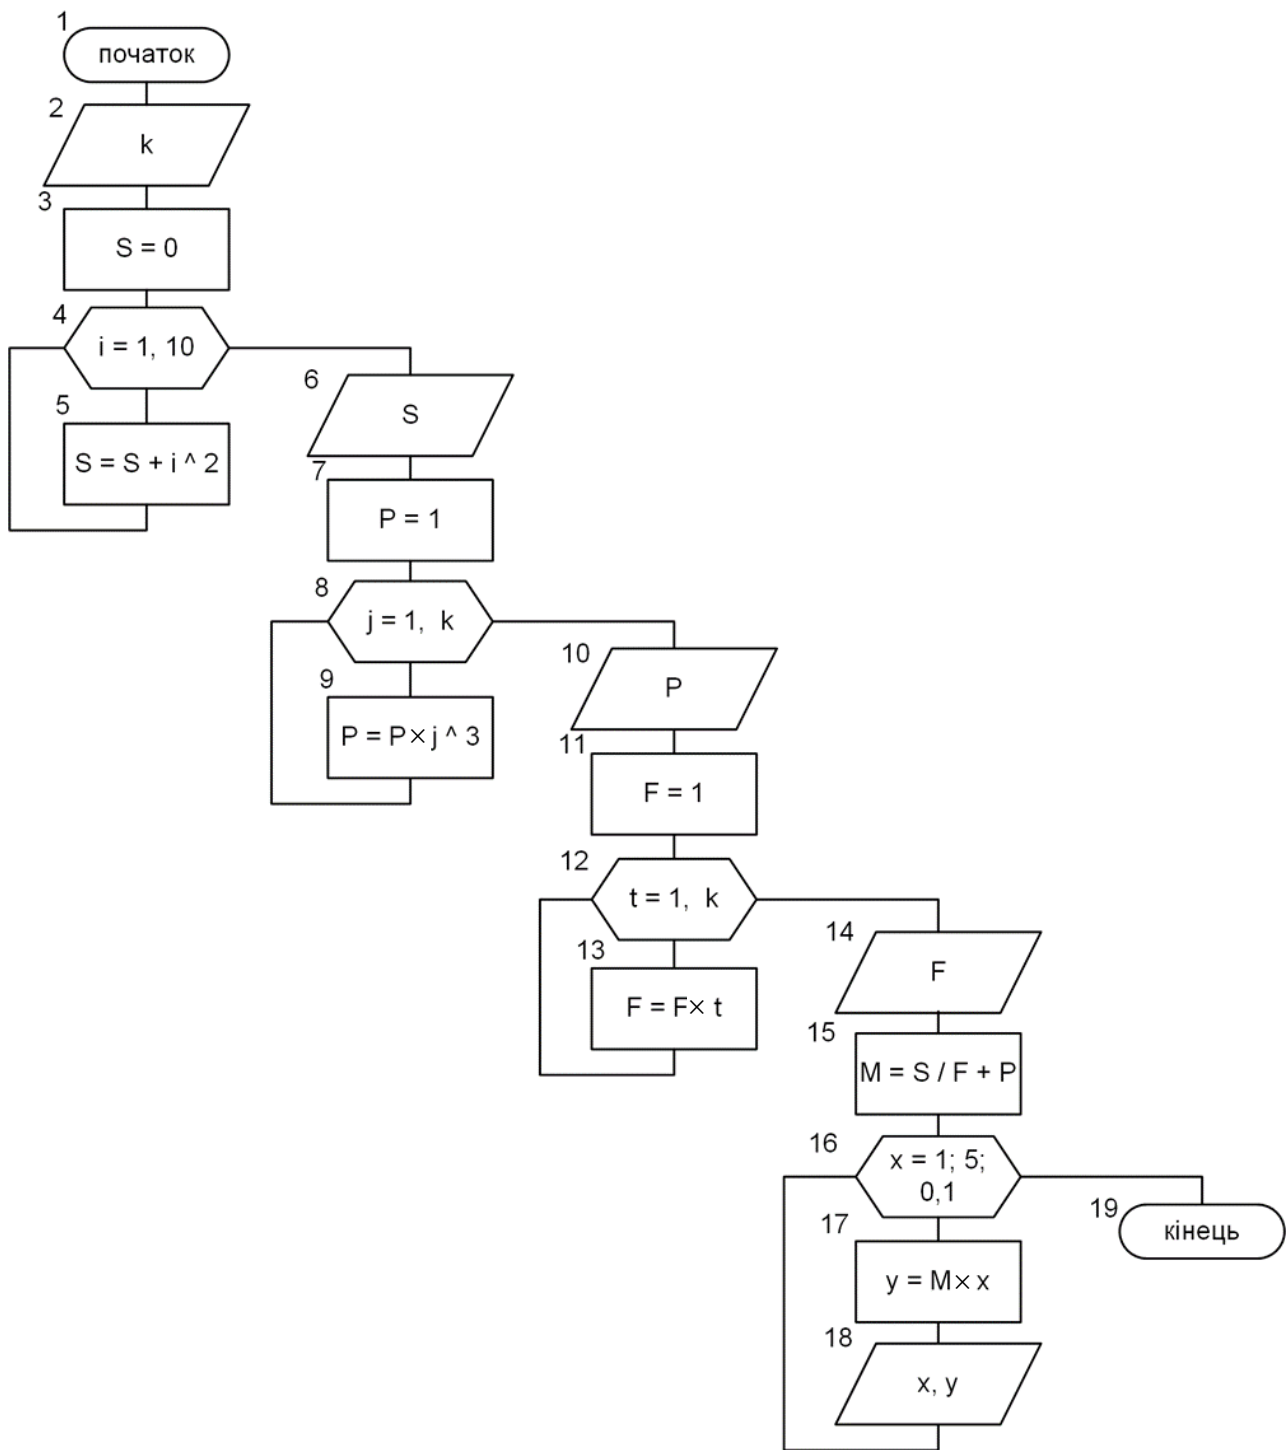 1
початок
2
k
3
S = 0
4
i = 1, 10
5
S = S + i ^ 2
6
S
7
P = 1
8
j = 1, k
9
P = P × j ^ 3
10
P
11
F = 1
12
t = 1, k
13
F = F × t
14
F
15
M = S / F + P
16
x = 1; 5;
0,1
17
y = M × x
18
x, y
19
кінець